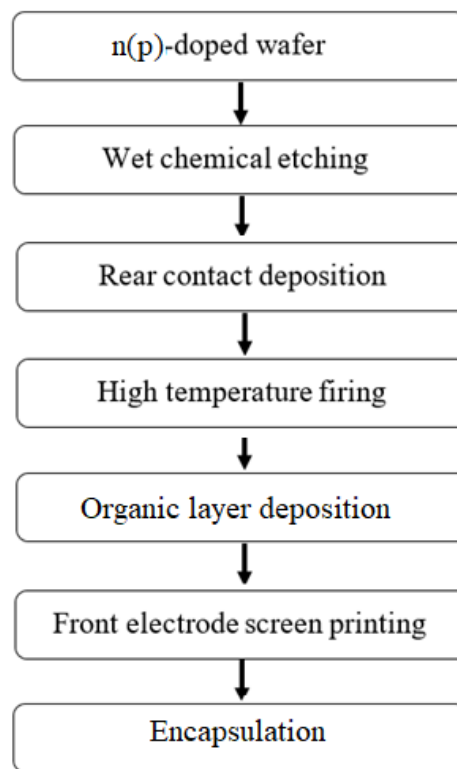 n(p)-doped wafer
Wet chemical etching
Rear contact deposition
High temperature firing
Organic layer deposition
Front electrode screen printing
Encapsulation